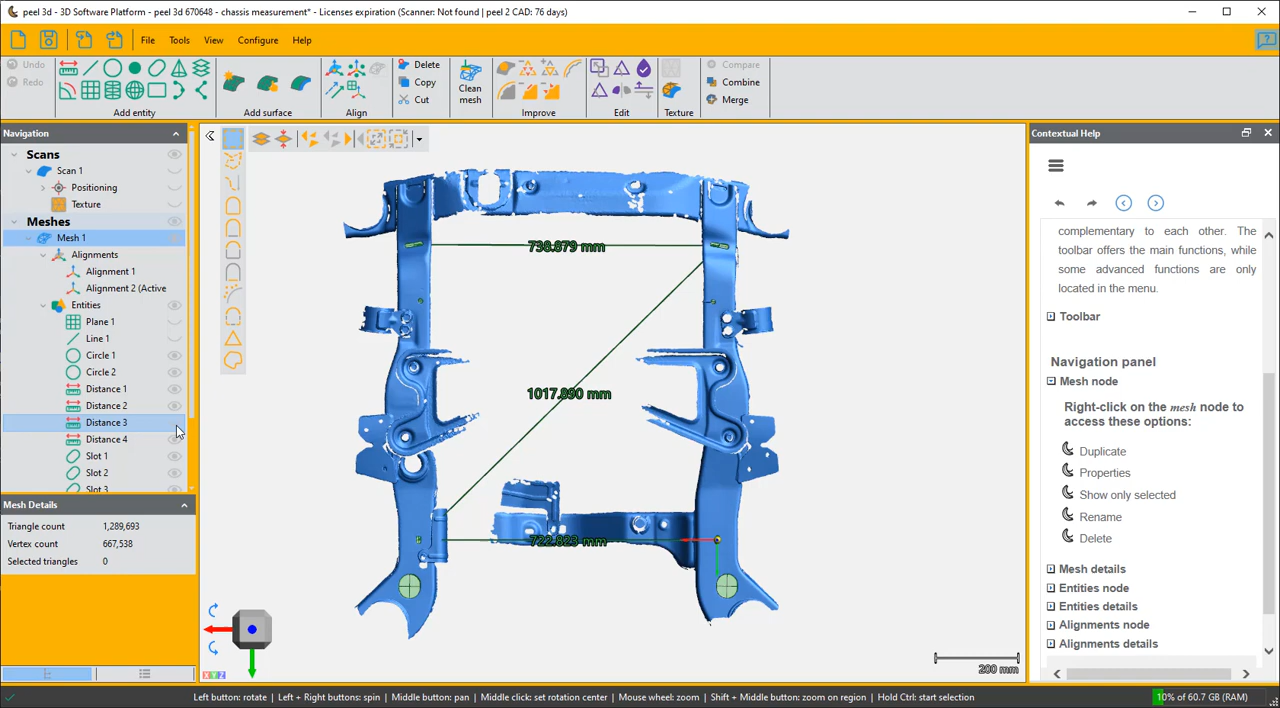 peel 3d - 3D Software Platform - peel 3d 670648 - chassis measurement* - Licenses expiration (Scanner: Not found | peel 2 CAD: 76 days)
File Tools View Configure Help
Undo
Redo
Add entity
Add surface
Align
Delete
Copy
Cut
Clean
mesh
Improve
Edit
Texture
Compare
Combine
Merge
Navigation
Scans
Scan 1
Positioning
Texture
Meshes
Mesh 1
Alignments
Alignment 1
Alignment 2 (Active
Entities
Plane 1
Line 1
Circle 1
Circle 2
Distance 1
Distance 2
Distance 3
Distance 4
Slot 1
Slot 2
Slot 3
Mesh Details
Triangle count 1,289,693
Vertex count 667,538
Selected triangles 0
738.879 mm
1017.890 mm
722.823 mm
XYZ
200 mm
Contextual Help
complementary to each other. The
toolbar offers the main functions, while
some advanced functions are only
located in the menu.
Toolbar
Navigation panel
Mesh node
Right-click on the mesh node to
access these options:
Duplicate
Properties
Show only selected
Rename
Delete
Mesh details
Entities node
Entities details
Alignments node
Alignments details
Left button: rotate | Left + Right buttons: spin | Middle button: pan | Middle click: set rotation center | Mouse wheel: zoom | Shift + Middle button: zoom on region | Hold Ctrl: start selection
10% of 60.7 GB (RAM)